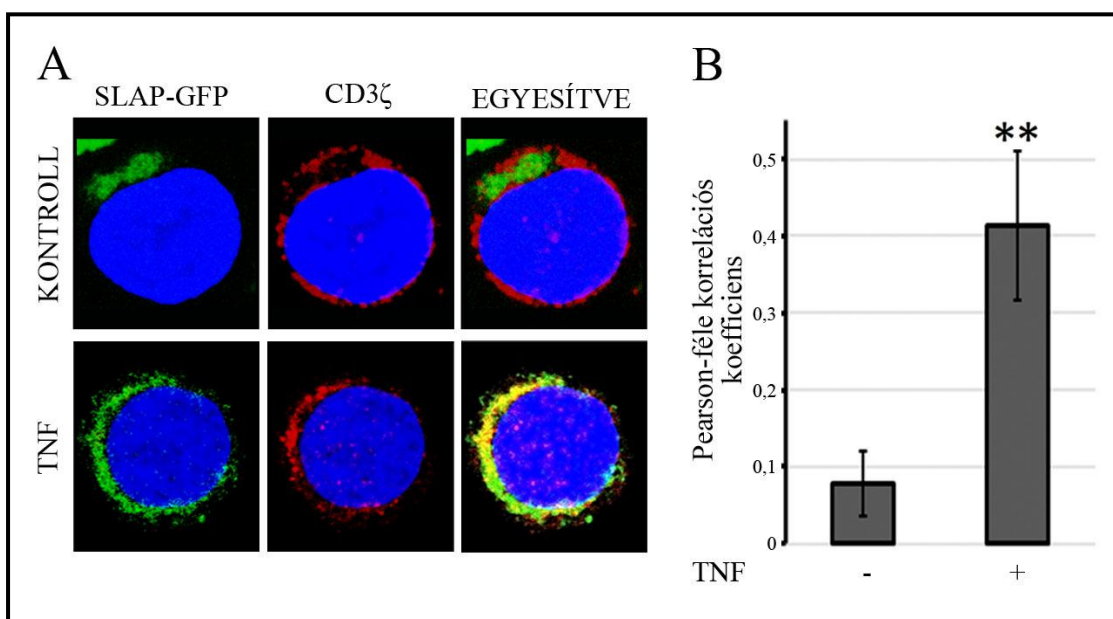 A
SLAP-GFP
CD3ζ
EGYESÍTVE
KONTROLL
TNF
B
Pearson-féle korrelációs
koefficiens
**
0,5
0,4
0,3
0,2
0,1
0
TNF
-
+